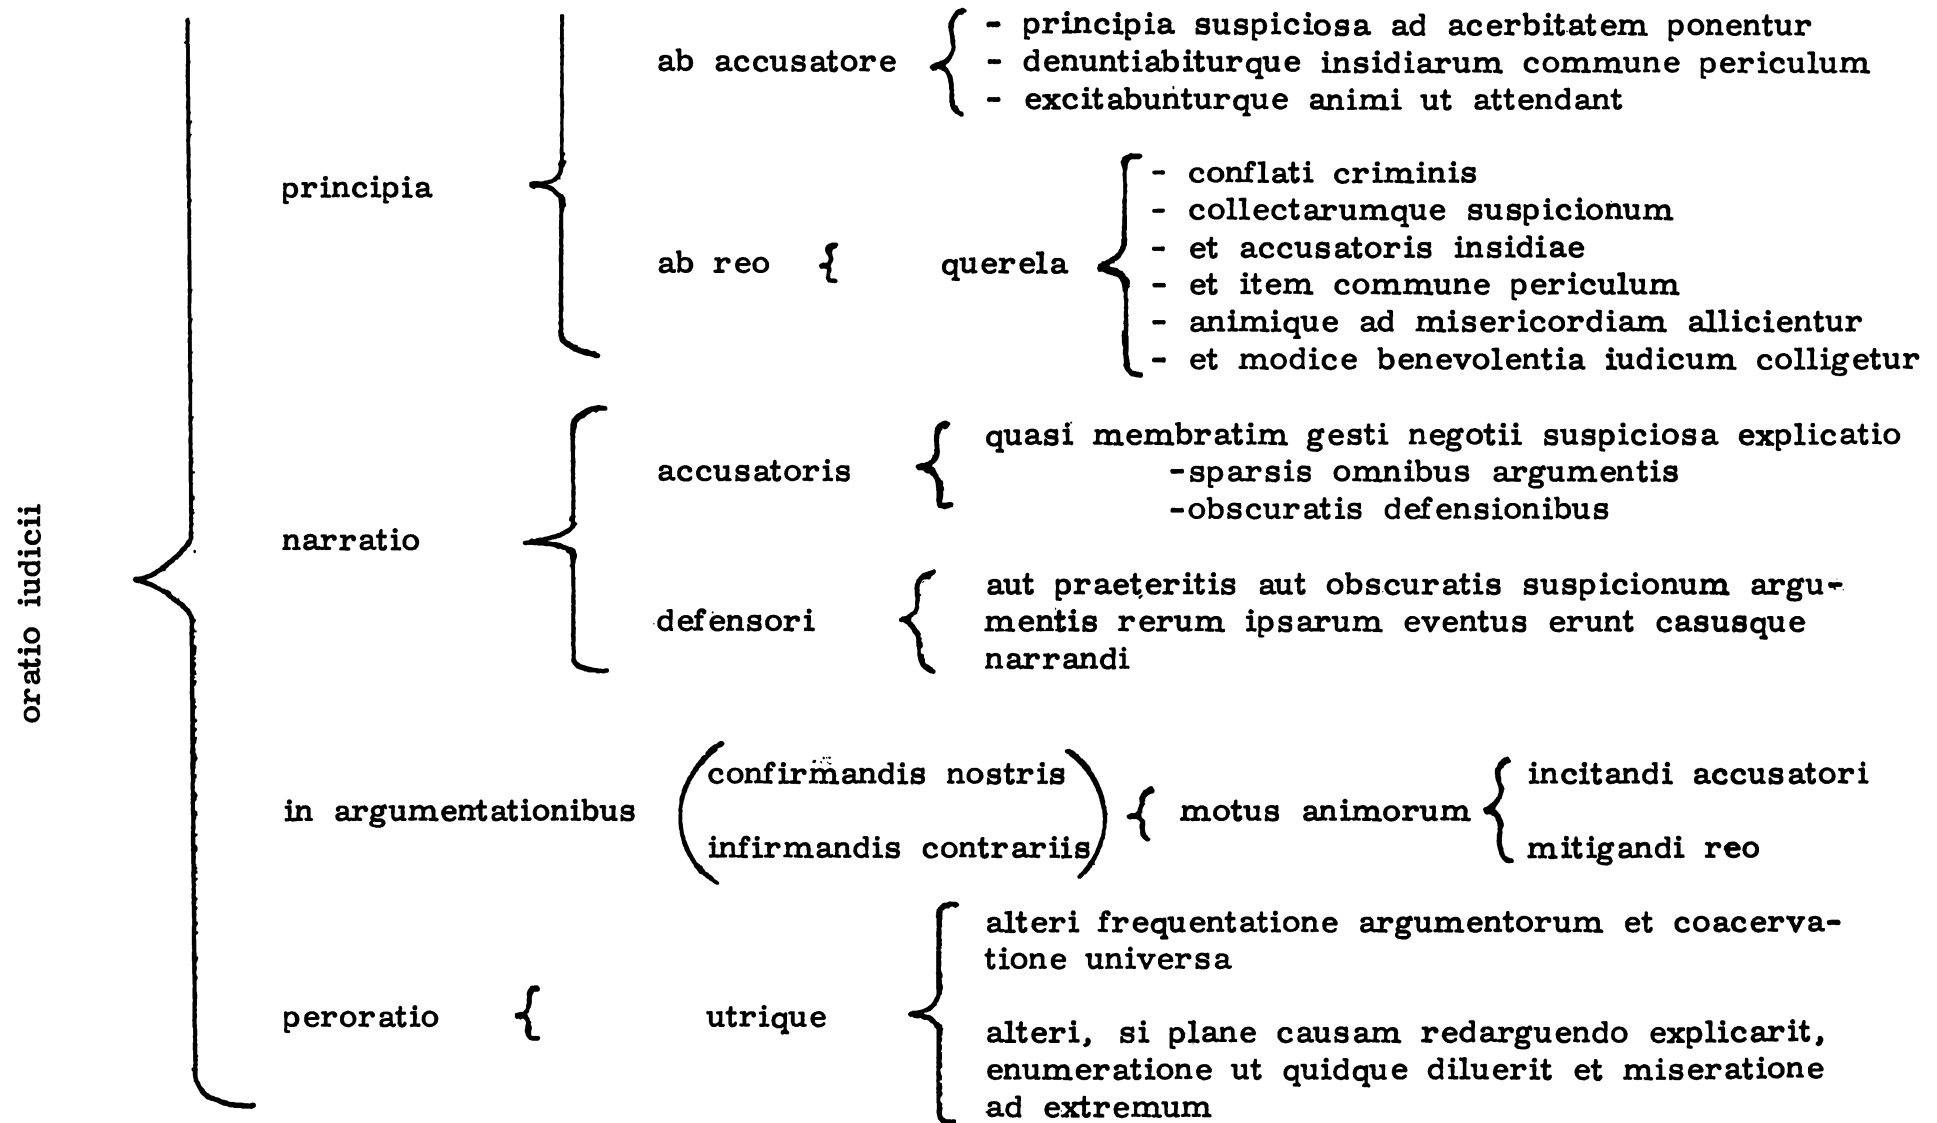 oratio iudicii
principia
ab accusatore
- principia suspiciosa ad acerbitatem ponentur
- denuntiabiturque insidiarum commune periculum
- excitabunturque animi ut attendant
ab reo
querela
- conflati criminis
- collectarumque suspicionum
- et accusatoris insidiae
- et item commune periculum
- animique ad misericordiam allicientur
- et modice benevolentia iudicum colligetur
narratio
accusatoris
quasi membratim gesti negotii suspiciosa explicatio
-sparsis omnibus argumentis
-obscuratis defensionibus
defensori
aut praeteritis aut obscuratis suspicionum argu-
mentis rerum ipsarum eventus erunt casusque
narrandi
in argumentationibus
confirmandis nostris
infirmandis contrariis
motus animorum
incitandi accusatori
mitigandi reo
peroratio
utrique
alteri frequentatione argumentorum et coacerva-
tione universa
alteri, si plane causam redarguendo explicarit,
enumeratione ut quidque diluerit et miseratione
ad extremum